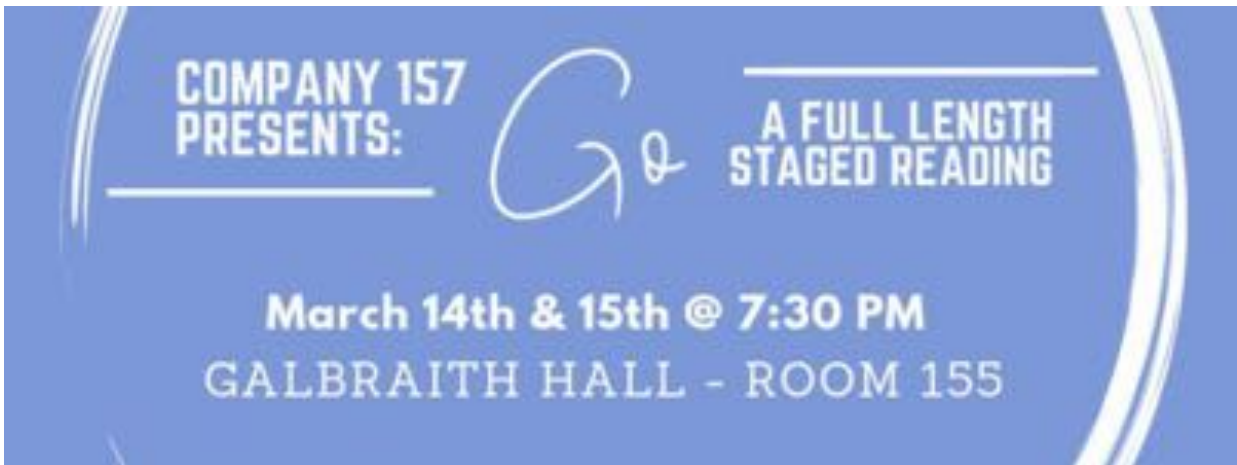 COMPANY 157
PRESENTS:
Go
A FULL LENGTH
STAGED READING
March 14th & 15th @ 7:30 PM
GALBRAITH HALL - ROOM 155